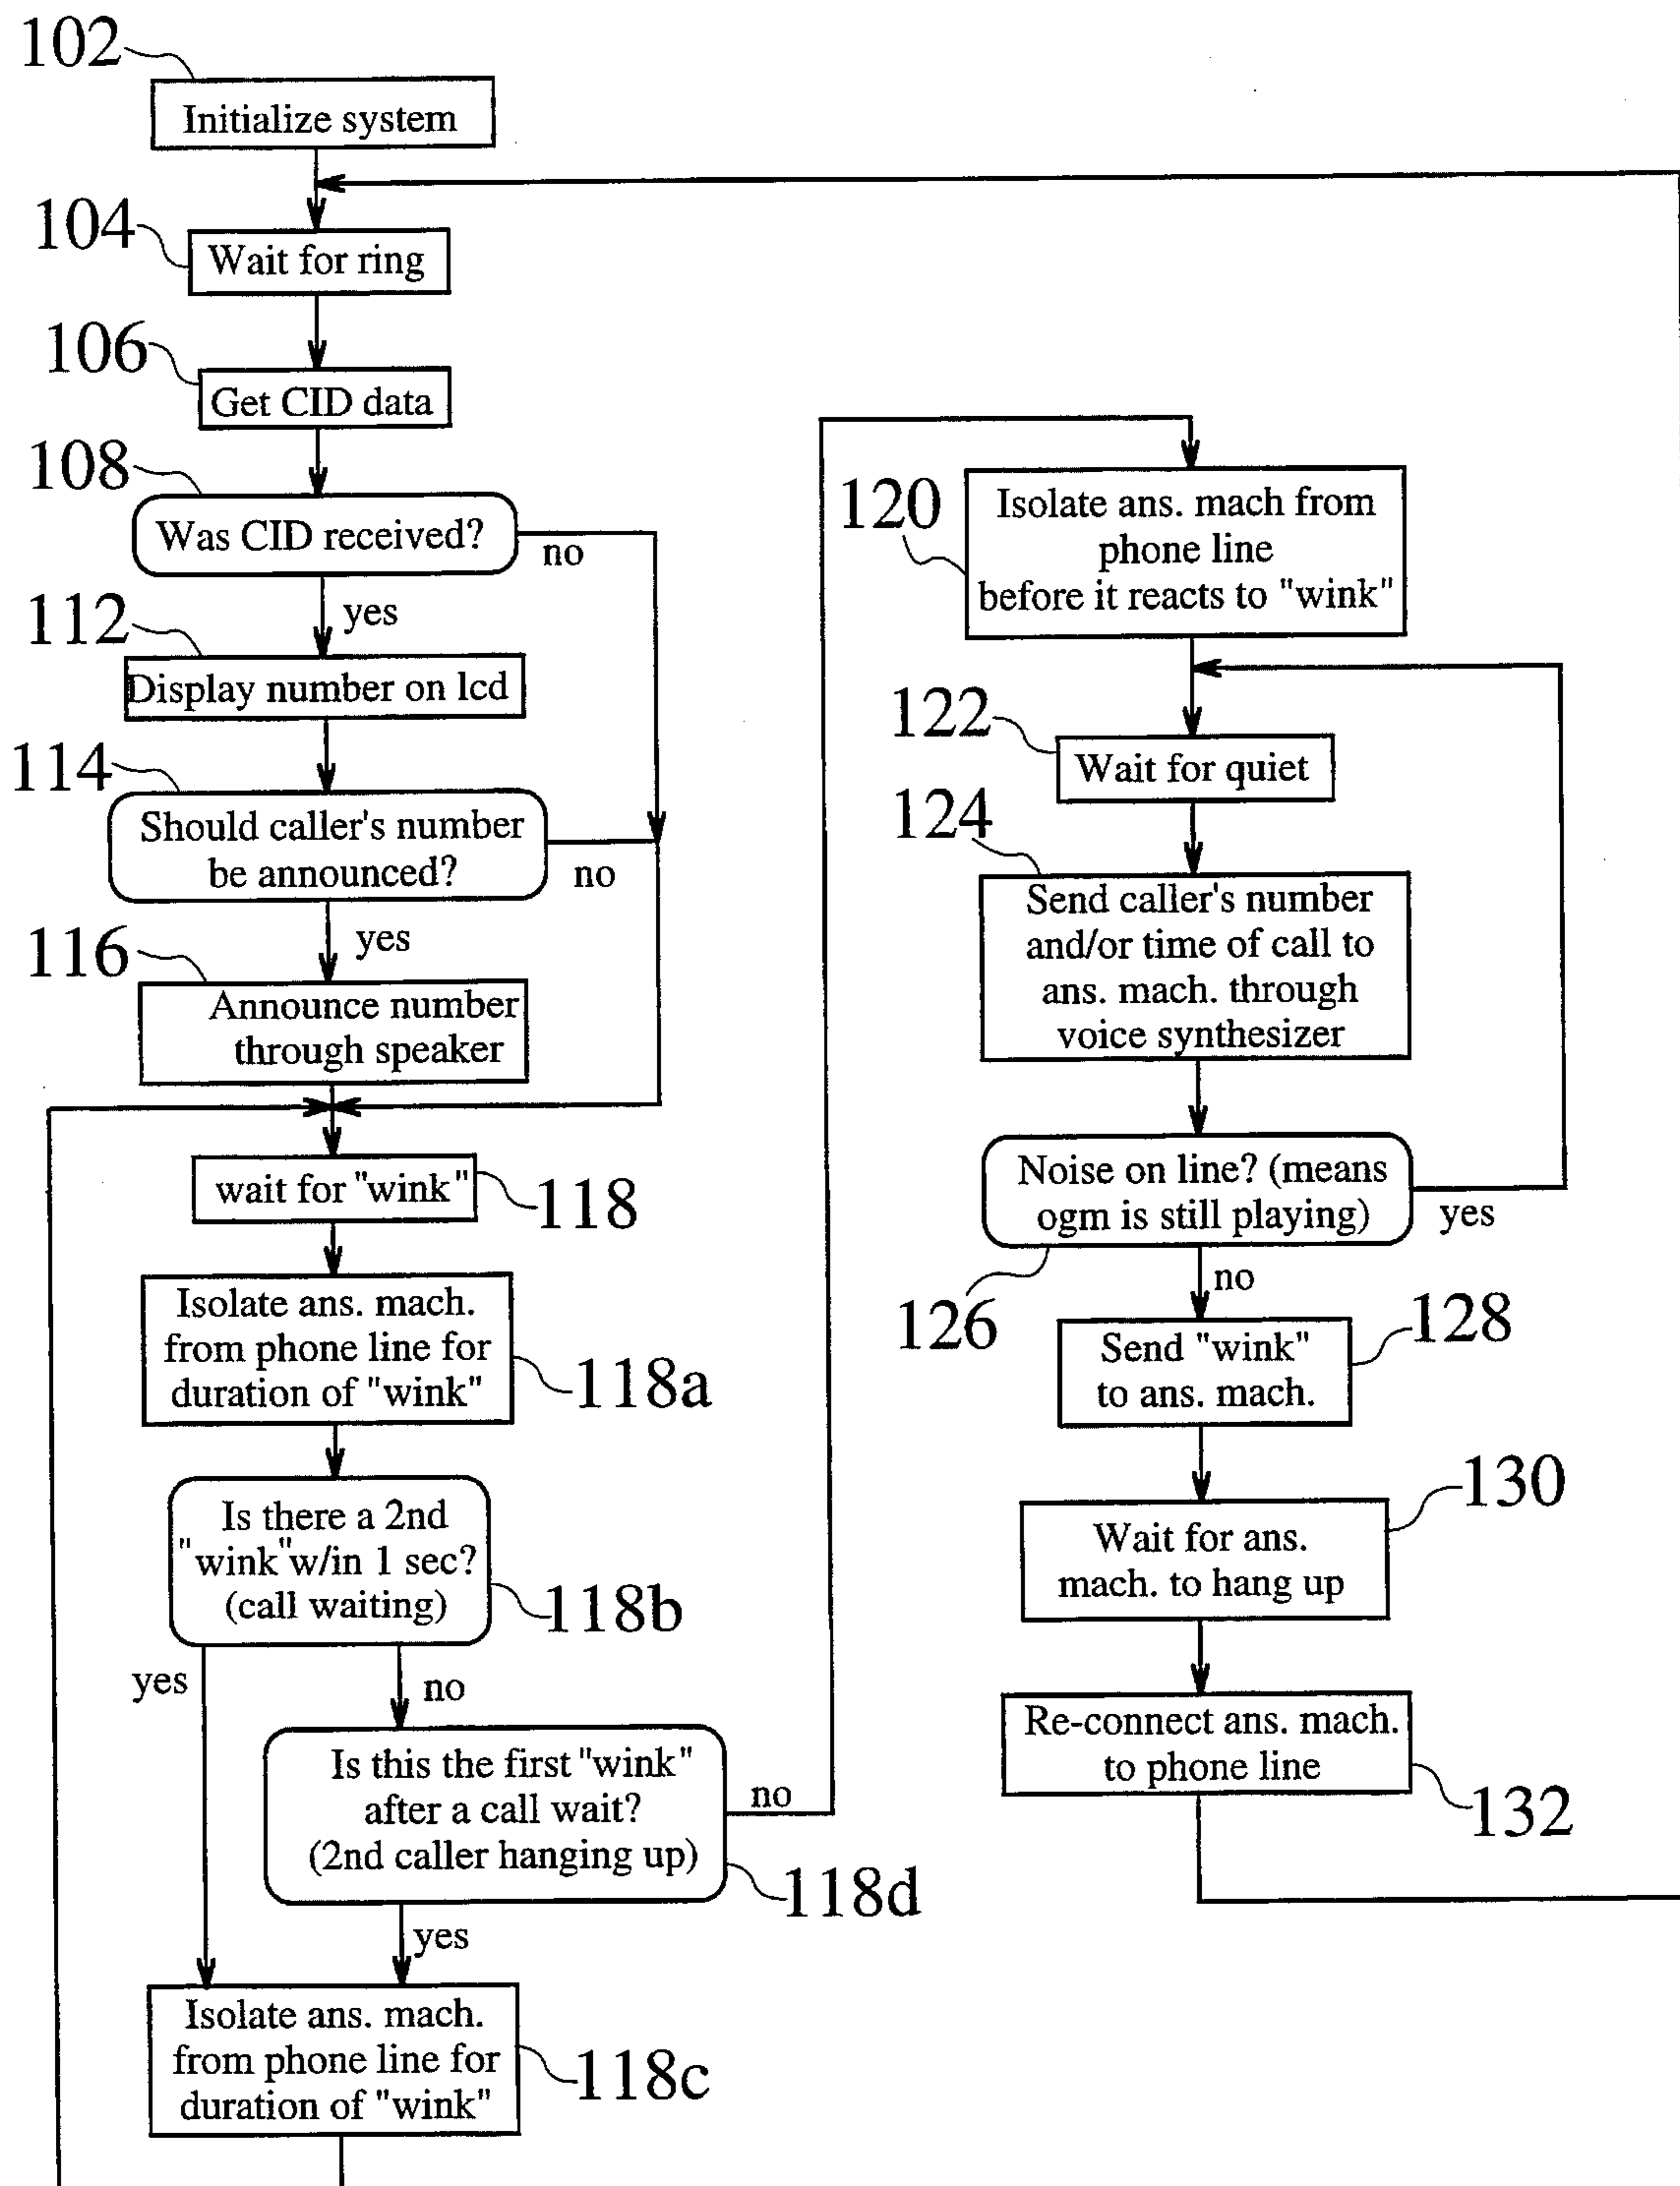 102
Initialize system
104
Wait for ring
106
Get CID data
108
Was CID received?
no
yes
112
Display number on lcd
114
Should caller's number
be announced?
no
yes
116
Announce number
through speaker
wait for "wink"
118
Isolate ans. mach.
from phone line for
duration of "wink"
118a
Is there a 2nd
"wink"w/in 1 sec?
(call waiting)
118b
yes
no
Is this the first "wink"
after a call wait?
(2nd caller hanging up)
no
118d
yes
Isolate ans. mach.
from phone line for
duration of "wink"
118c
120
Isolate ans. mach from
phone line
before it reacts to "wink"
122
Wait for quiet
124
Send caller's number
and/or time of call to
ans. mach. through
voice synthesizer
Noise on line? (means
ogm is still playing)
yes
126
no
Send "wink"
to ans. mach.
128
130
Wait for ans.
mach. to hang up
Re-connect ans. mach.
to phone line
132